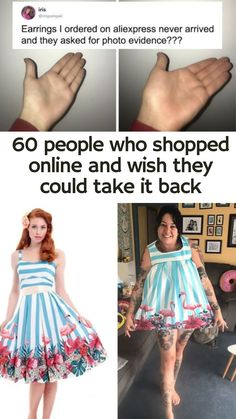 iris
Earrings I ordered on aliexpress never arrived
and they asked for photo evidence???
60 people who shopped
online and wish they
could take it back